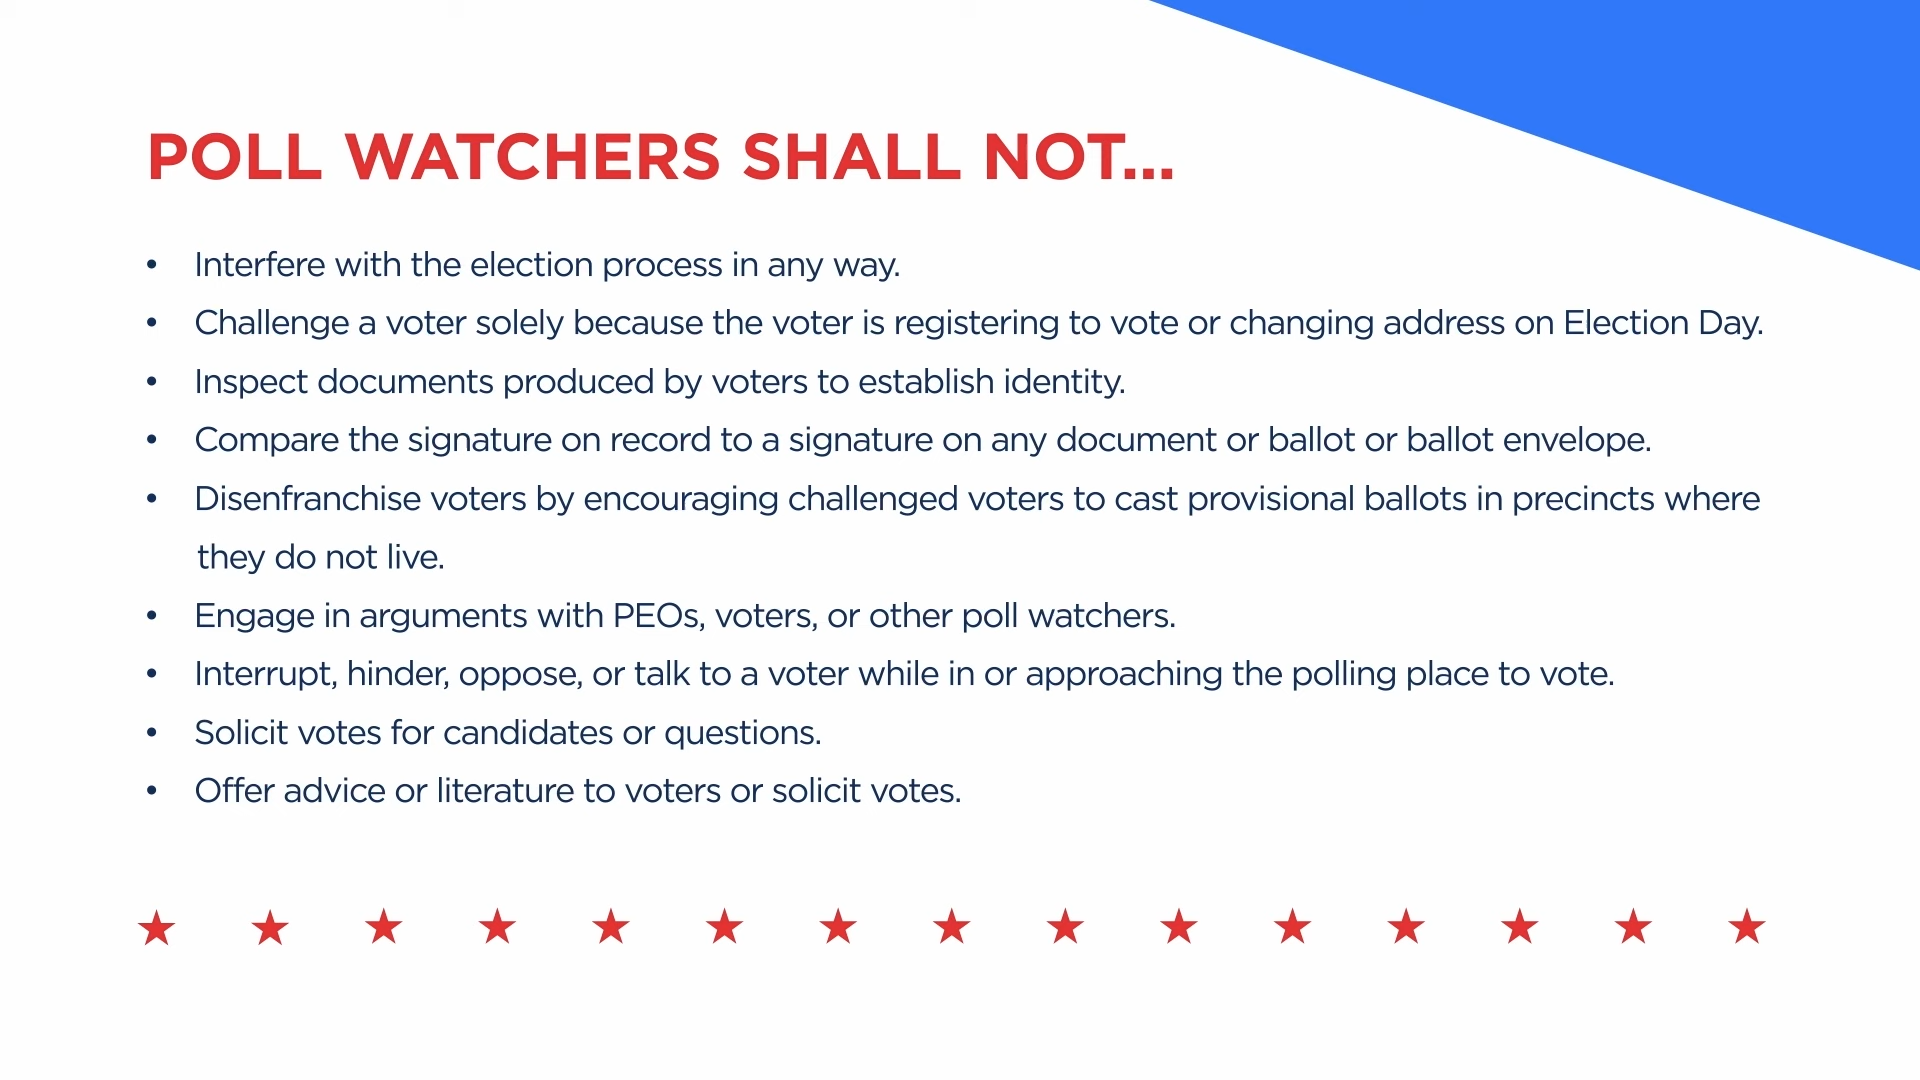 POLL WATCHERS SHALL NOT...
• Interfere with the election process in any way.
• Challenge a voter solely because the voter is registering to vote or changing address on Election Day.
• Inspect documents produced by voters to establish identity.
• Compare the signature on record to a signature on any document or ballot or ballot envelope.
• Disenfranchise voters by encouraging challenged voters to cast provisional ballots in precincts where
they do not live.
• Engage in arguments with PEOs, voters, or other poll watchers.
• Interrupt, hinder, oppose, or talk to a voter while in or approaching the polling place to vote.
• Solicit votes for candidates or questions.
• Offer advice or literature to voters or solicit votes.